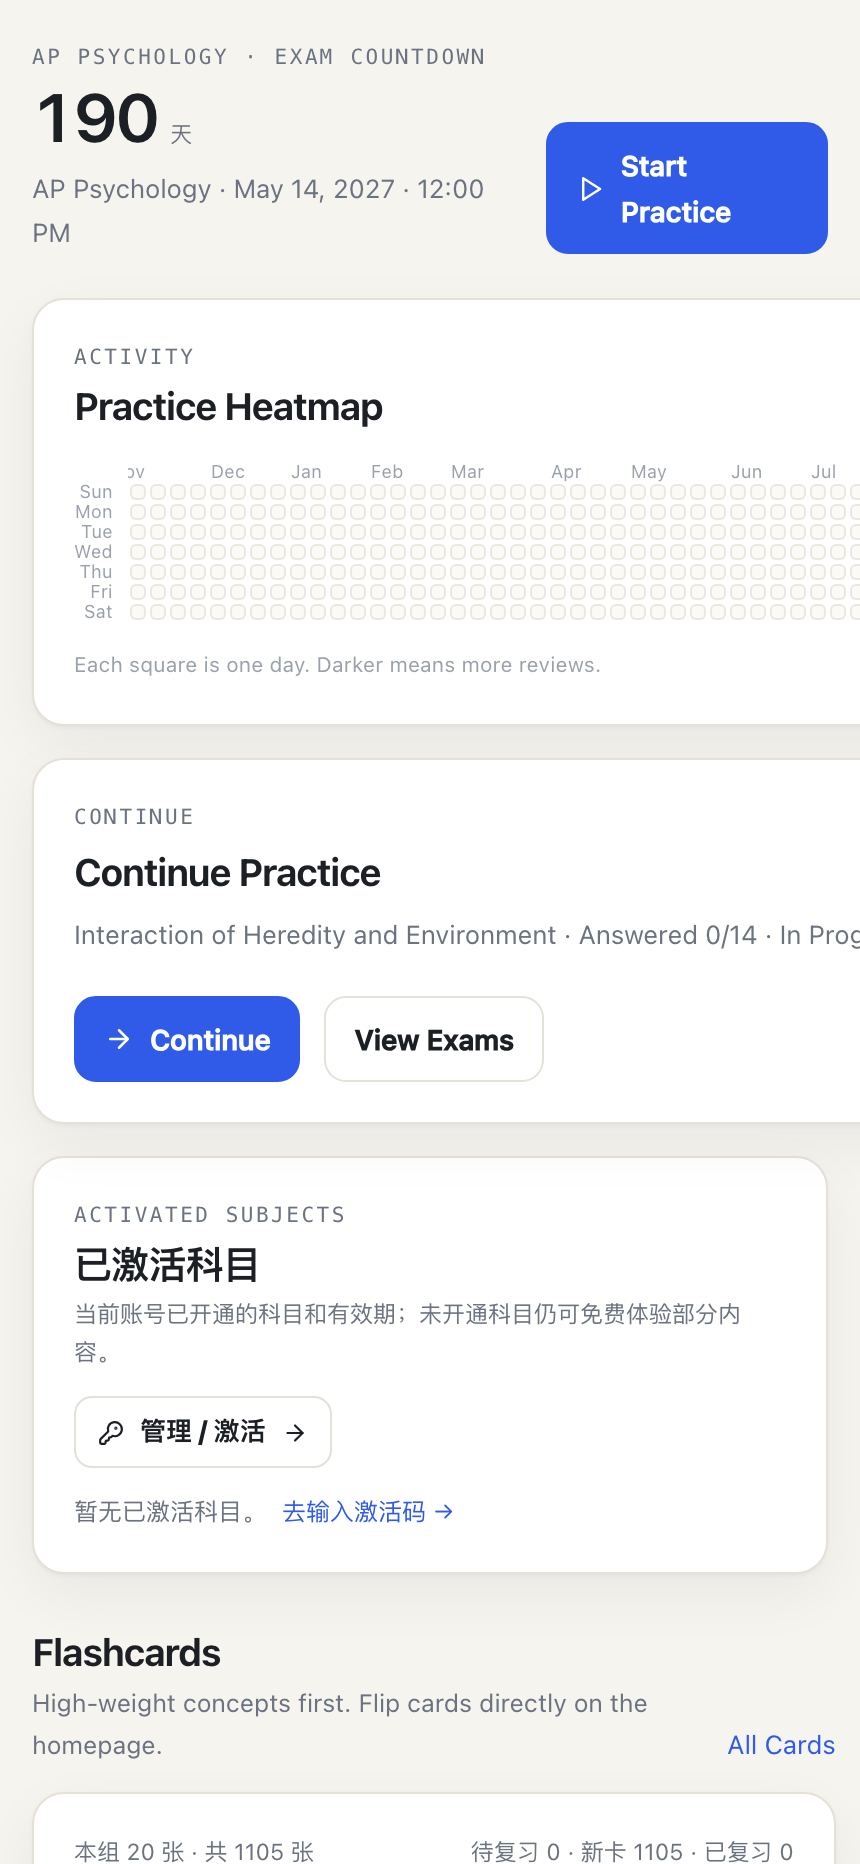 AP PSYCHOLOGY · EXAM COUNTDOWN
190 天
AP Psychology · May 14, 2027 · 12:00
PM
Start
Practice
ACTIVITY
Practice Heatmap
ov Dec Jan Feb Mar Apr May Jun Jul
Sun
Mon
Tue
Wed
Thu
Fri
Sat
Each square is one day. Darker means more reviews.
CONTINUE
Continue Practice
Interaction of Heredity and Environment · Answered 0/14 · In Prog
Continue
View Exams
ACTIVATED SUBJECTS
已激活科目
当前账号已开通的科目和有效期；未开通科目仍可免费体验部分内
容。
管理 / 激活 →
暂无已激活科目。 去输入激活码 →
Flashcards
High-weight concepts first. Flip cards directly on the
homepage.
All Cards
本组 20 张 · 共 1105 张
待复习 0 · 新卡 1105 · 已复习 0